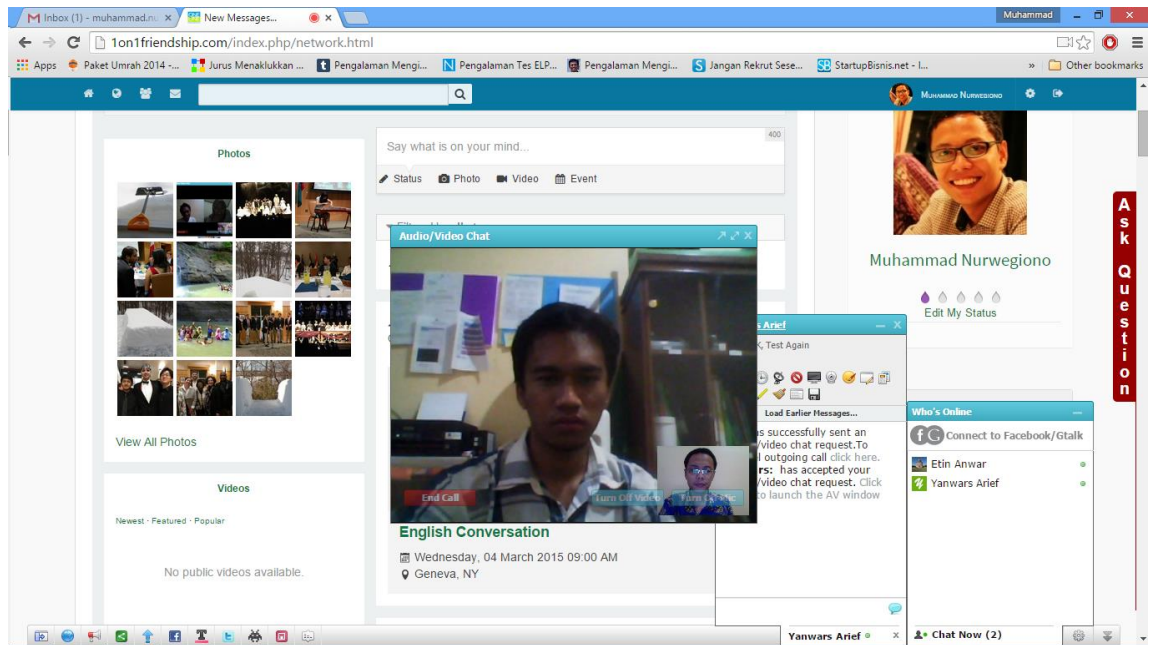 Inbox (1) - muhammad.nu
New Messages...
Muhammad
1on1friendship.com/index.php/network.html
Apps
Paket Umrah 2014 -...
Jurus Menaklukkan ...
Pengalaman Mengi...
Pengalaman Tes ELP...
Pengalaman Mengi...
Jangan Rekrut Sese...
StartupBisnis.net - I...
»
Other bookmarks
Muhammad Nurwegiono
Photos
View All Photos
Videos
Newest · Featured · Popular
No public videos available.
400
Say what is on your mind...
Status
Photo
Video
Event
Audio/Video Chat
End Call
Turn Off Video
English Conversation
Wednesday, 04 March 2015 09:00 AM
Geneva, NY
Muhammad Nurwegiono
Edit My Status
Ask Question
s Arief
, Test Again
Load Earlier Messages...
as successfully sent an
/video chat request.To
l outgoing call click here.
rs: has accepted your
/video chat request. Click
to launch the AV window
Yanwars Arief
x
Who's Online
Connect to Facebook/Gtalk
Etin Anwar
Yanwars Arief
Chat Now (2)